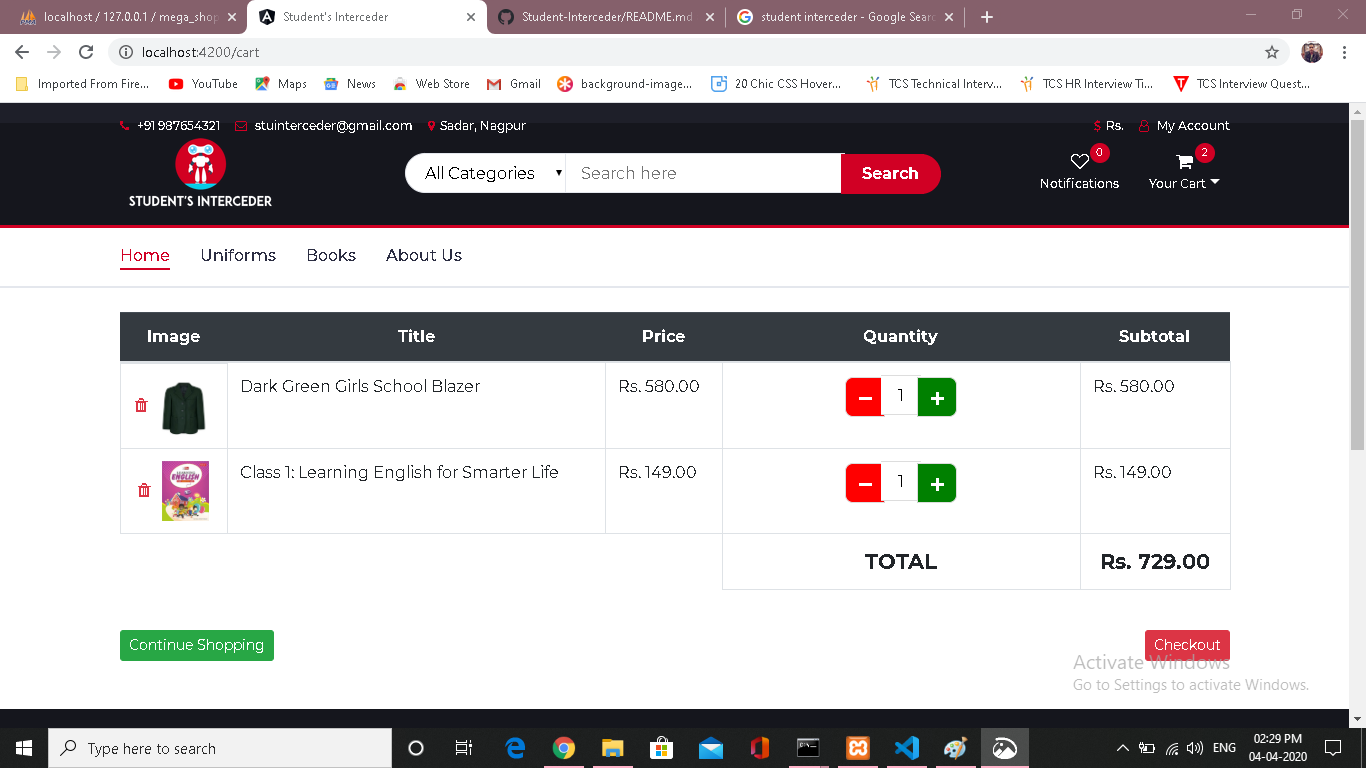 localhost / 127.0.0.1 / mega_shop
Student's Interceder
Student-Interceder/README.md
student interceder - Google Searc
localhost:4200/cart
Imported From Fire...
YouTube
Maps
News
Web Store
Gmail
background-image...
20 Chic CSS Hover...
TCS Technical Interv...
TCS HR Interview Ti...
TCS Interview Quest...
+91 987654321
stuinterceder@gmail.com
Sadar, Nagpur
$ Rs.
My Account
STUDENT'S INTERCEDER
All Categories
Search here
Search
0
Notifications
2
Your Cart
Home
Uniforms
Books
About Us
Image Title Price Quantity Subtotal
Dark Green Girls School Blazer Rs. 580.00 − 1 + Rs. 580.00
ENGLISH
Class 1: Learning English for Smarter Life Rs. 149.00 − 1 + Rs. 149.00
TOTAL Rs. 729.00
Continue Shopping
Checkout
Activate Windows
Go to Settings to activate Windows.
Type here to search
ENG
02:29 PM
04-04-2020